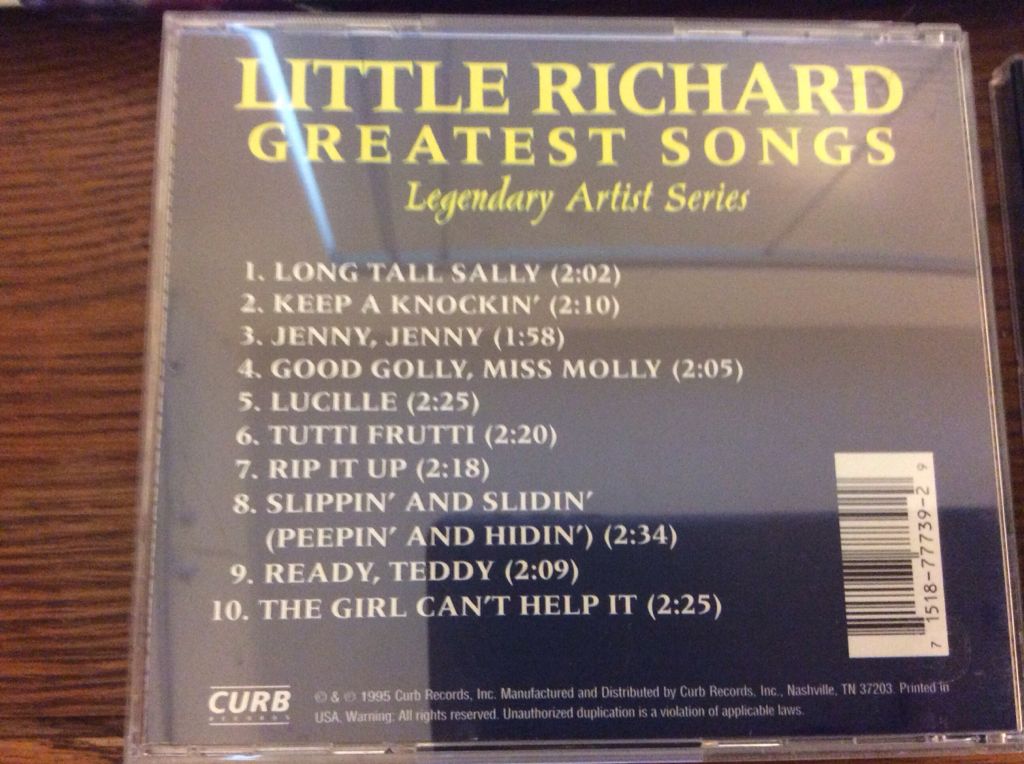 LITTLE RICHARD
GREATEST SONGS
Legendary Artist Series
1. LONG TALL SALLY (2:02)
2. KEEP A KNOCKIN' (2:10)
3. JENNY, JENNY (1:58)
4. GOOD GOLLY, MISS MOLLY (2:05)
5. LUCILLE (2:25)
6. TUTTI FRUTTI (2:20)
7. RIP IT UP (2:18)
8. SLIPPIN' AND SLIDIN'
(PEEPIN' AND HIDIN') (2:34)
9. READY, TEDDY (2:09)
10. THE GIRL CAN'T HELP IT (2:25)
7 1518-77739-2 9
CURB
RECORDS
© & ℗ 1995 Curb Records, Inc. Manufactured and Distributed by Curb Records, Inc., Nashville, TN 37203. Printed in
USA. Warning: All rights reserved. Unauthorized duplication is a violation of applicable laws.